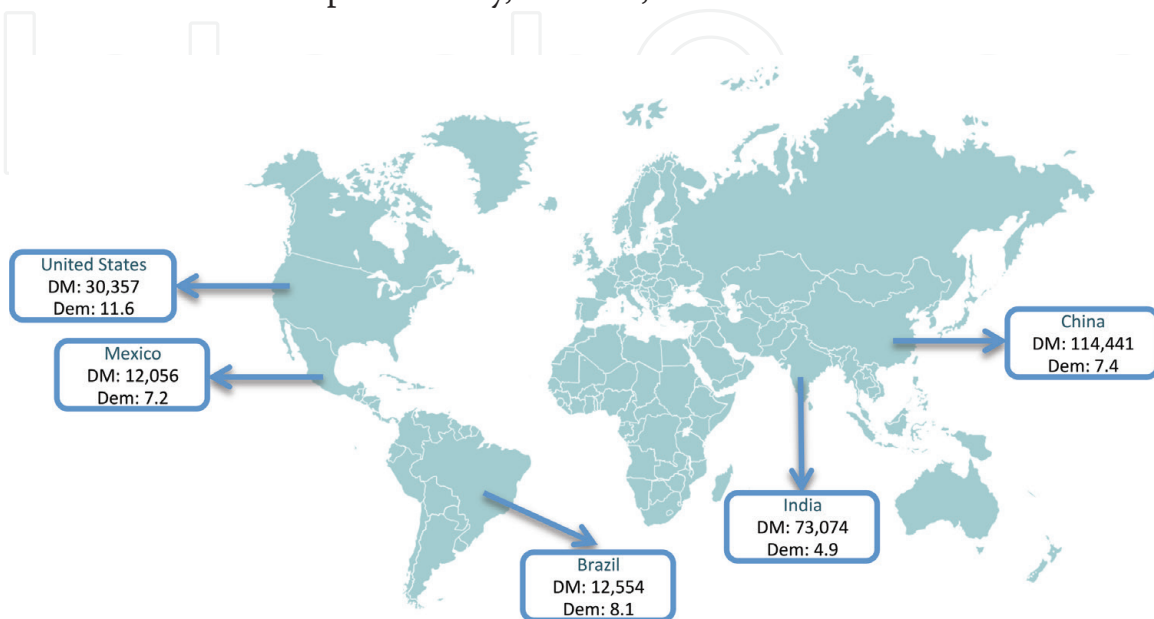 United States
DM: 30,357
Dem: 11.6
Mexico
DM: 12,056
Dem: 7.2
Brazil
DM: 12,554
Dem: 8.1
India
DM: 73,074
Dem: 4.9
China
DM: 114,441
Dem: 7.4